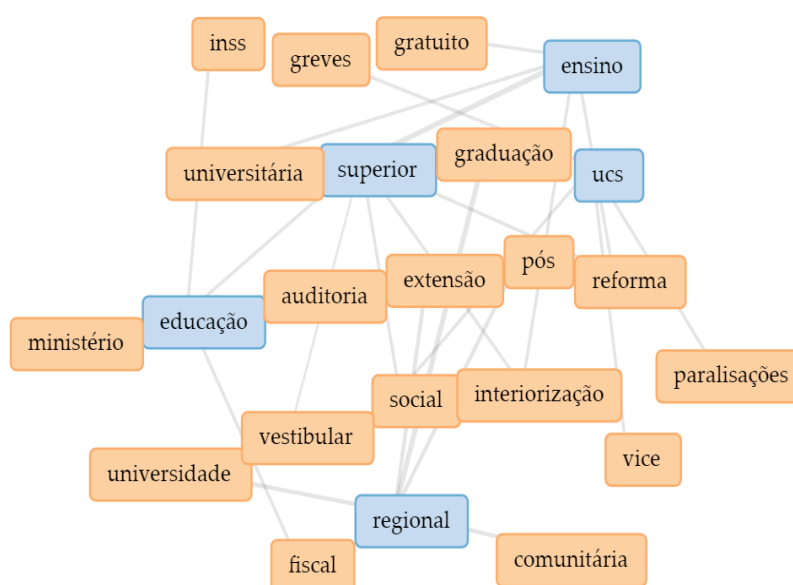 inss
greves
gratuito
ensino
universitária
superior
graduação
ucs
auditoria
extensão
pós
reforma
educação
ministério
paralisações
social
interiorização
vestibular
vice
universidade
regional
comunitária
fiscal